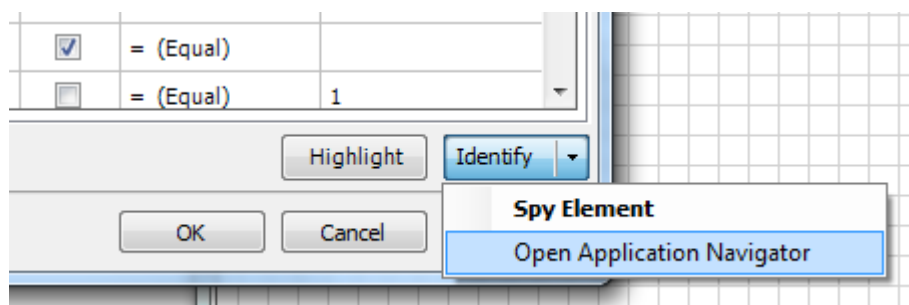 = (Equal)
= (Equal) 1
Highlight Identify
Spy Element
OK Cancel
Open Application Navigator